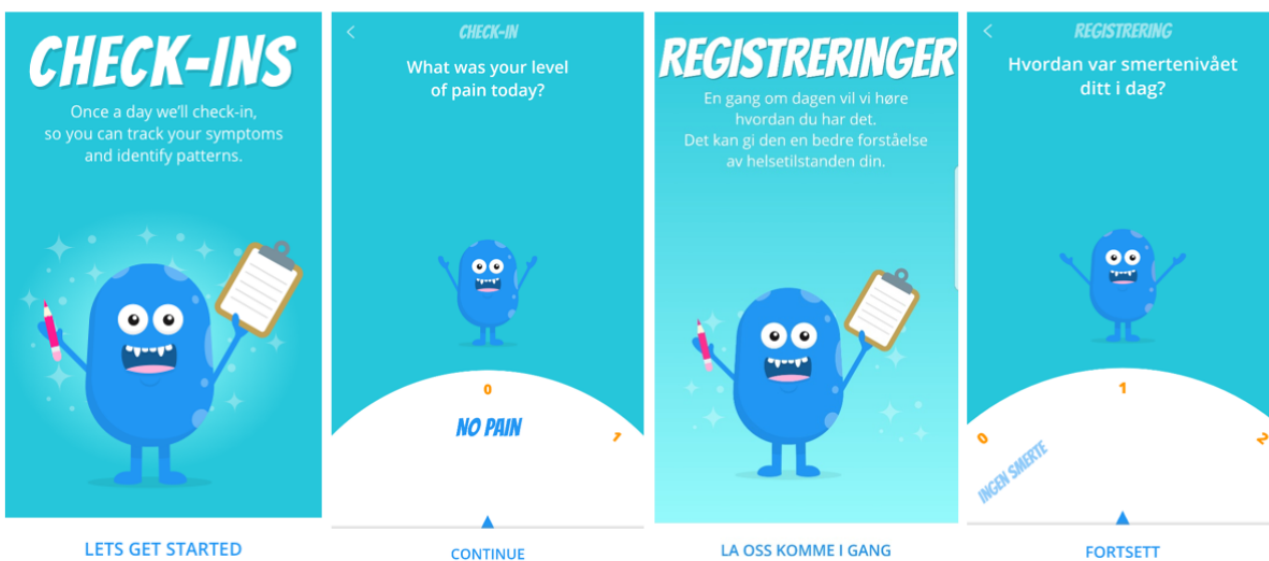 CHECK-INS
Once a day we'll check-in,
so you can track your symptoms
and identify patterns.
LETS GET STARTED
CHECK-IN
What was your level
of pain today?
0
1
NO PAIN
CONTINUE
REGISTRERINGER
En gang om dagen vil vi høre
hvordan du har det.
Det kan gi den en bedre forståelse
av helsetilstanden din.
LA OSS KOMME I GANG
REGISTRERING
Hvordan var smertenivået
ditt i dag?
1
0
2
INGEN SMERTE
FORTSETT